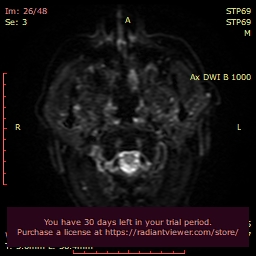 Im: 26/48
Se: 3
A
STP69
STP69
M
Ax DWI B 1000
R
L
You have 30 days left in your trial period.
Purchase a license at https://radiantviewer.com/store/